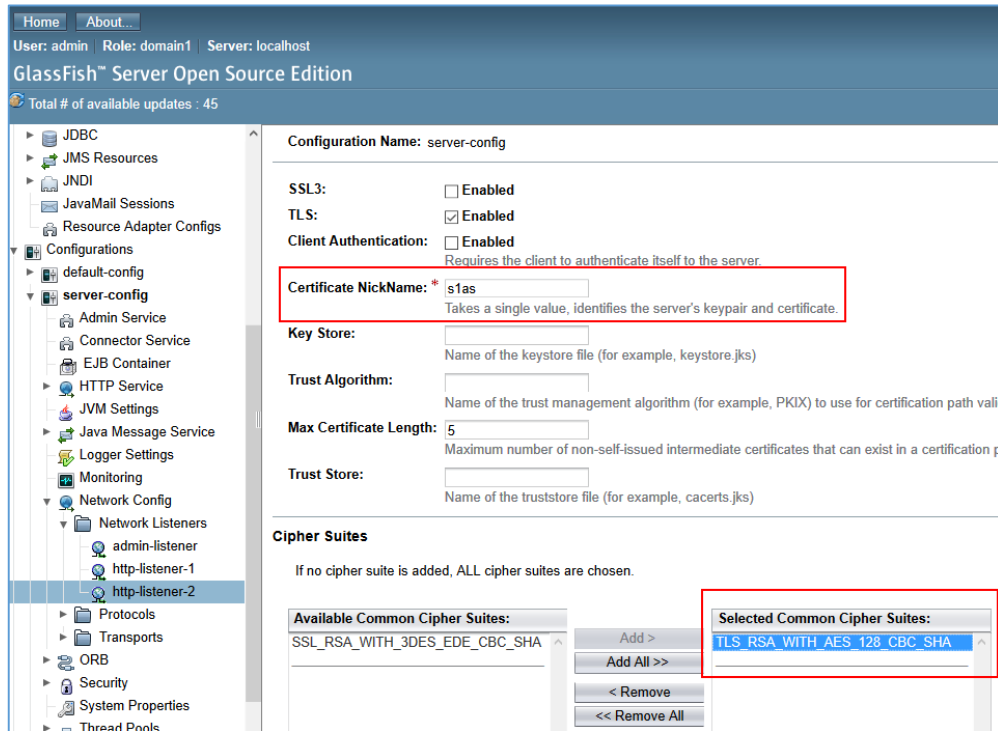 Home About...
User: admin Role: domain1 Server: localhost
GlassFish™ Server Open Source Edition
Total # of available updates : 45
JDBC
JMS Resources
JNDI
JavaMail Sessions
Resource Adapter Configs
Configurations
default-config
server-config
Admin Service
Connector Service
EJB Container
HTTP Service
JVM Settings
Java Message Service
Logger Settings
Monitoring
Network Config
Network Listeners
admin-listener
http-listener-1
http-listener-2
Protocols
Transports
ORB
Security
System Properties
Thread Pools
Configuration Name: server-config
SSL3: Enabled
TLS: Enabled
Client Authentication: Enabled
Requires the client to authenticate itself to the server.
Certificate NickName: * s1as
Takes a single value, identifies the server's keypair and certificate.
Key Store:
Name of the keystore file (for example, keystore.jks)
Trust Algorithm:
Name of the trust management algorithm (for example, PKIX) to use for certification path vali
Max Certificate Length: 5
Maximum number of non-self-issued intermediate certificates that can exist in a certification p
Trust Store:
Name of the truststore file (for example, cacerts.jks)
Cipher Suites
If no cipher suite is added, ALL cipher suites are chosen.
Available Common Cipher Suites:
SSL_RSA_WITH_3DES_EDE_CBC_SHA
Add >
Add All >>
< Remove
<< Remove All
Selected Common Cipher Suites:
TLS_RSA_WITH_AES_128_CBC_SHA